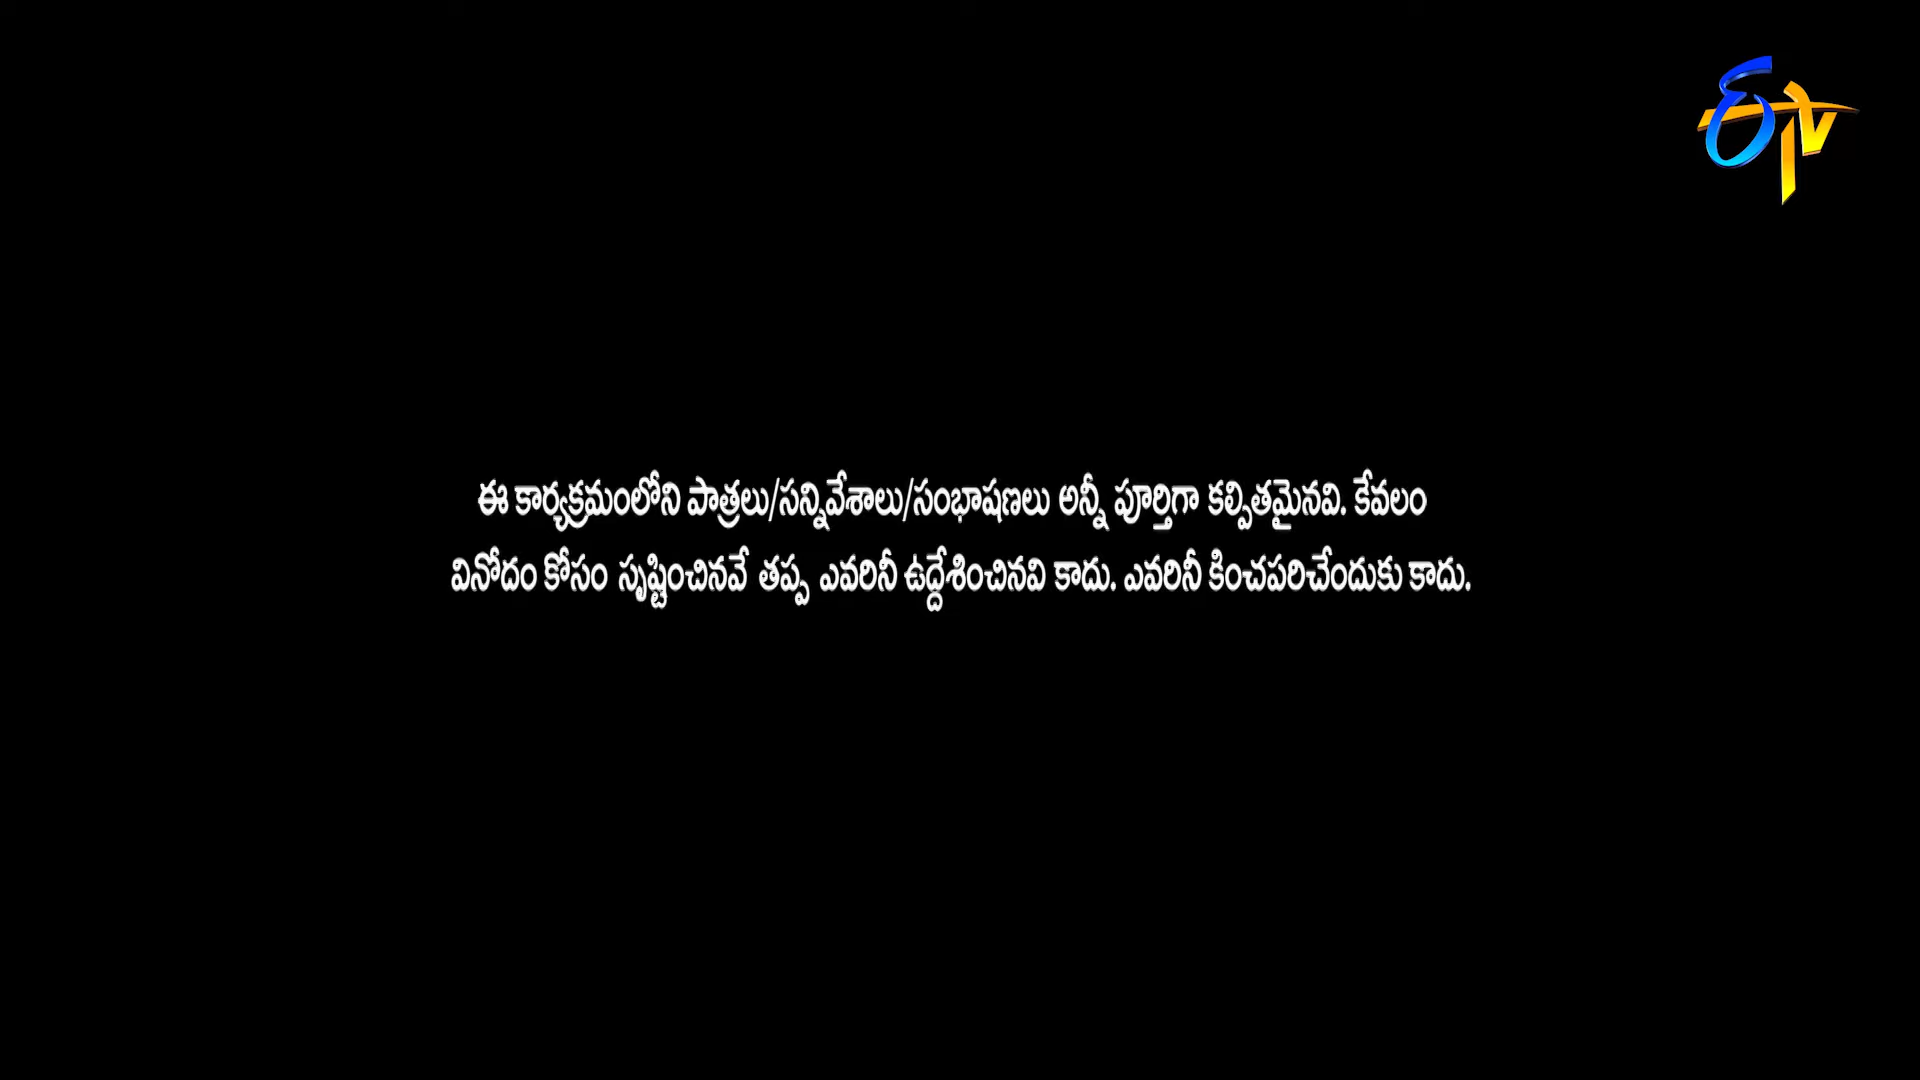 ETV
ఈ కార్యక్రమంలోని పాత్రలు/సన్నివేశాలు/సంభాషణలు అన్నీ పూర్తిగా కల్పితమైనవి. కేవలం
వినోదం కోసం సృష్టించినవే తప్ప ఎవరినీ ఉద్దేశించినవి కాదు. ఎవరినీ కించపరిచేందుకు కాదు.